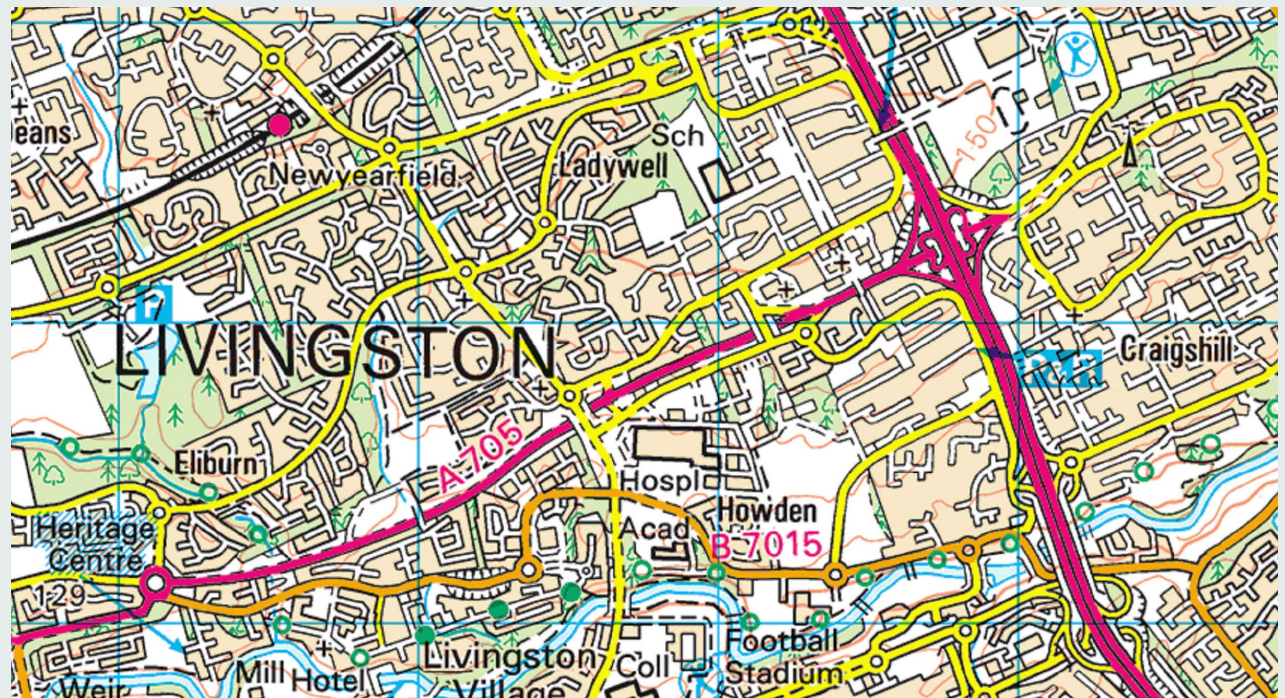 Sch
eans
150
Newyearfield
Ladywell
LIVINGSTON
Craigshill
P&R
A 705
Eliburn
Hospl
Howden
Heritage
Centre
Acad
B 7015
129
Football
Stadium
Livingston
Village
Coll
Mill
Hotel
Weir